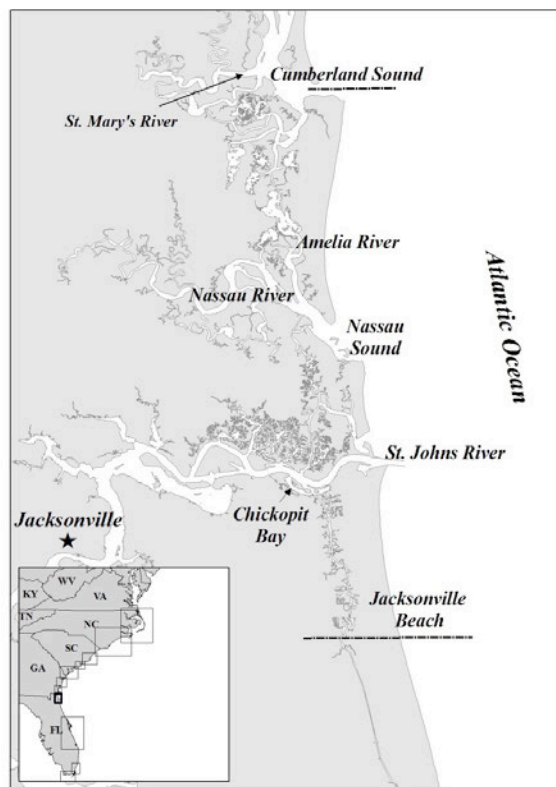 Cumberland Sound
St. Mary's River
Amelia River
Nassau River
Nassau
Sound
Atlantic Ocean
St. Johns River
Chickopit
Bay
Jacksonville
Jacksonville
Beach
WV
KY
VA
TN
NC
SC
GA
FL